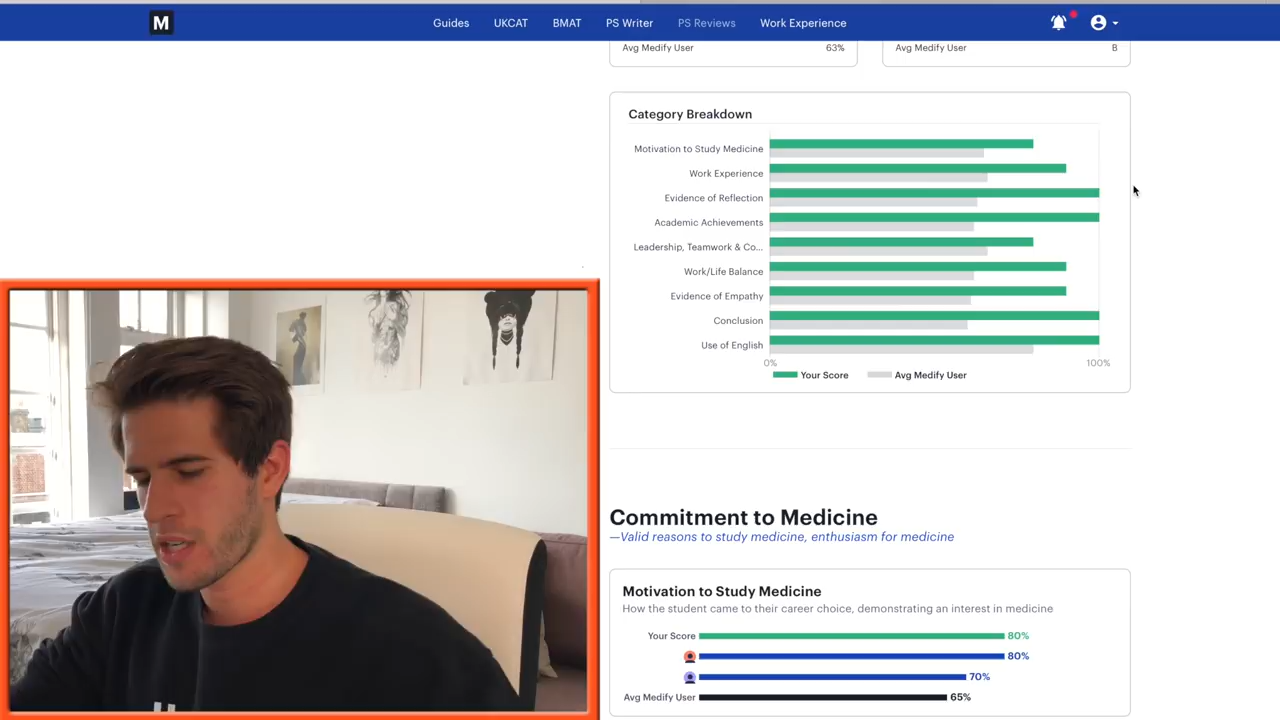 M Guides UKCAT BMAT PS Writer PS Reviews Work Experience
Avg Medify User 63% Avg Medify User B
Category Breakdown
Motivation to Study Medicine
Work Experience
Evidence of Reflection
Academic Achievements
Leadership, Teamwork & Co...
Work/Life Balance
Evidence of Empathy
Conclusion
Use of English
0% 100%
Your Score Avg Medify User
Commitment to Medicine
—Valid reasons to study medicine, enthusiasm for medicine
Motivation to Study Medicine
How the student came to their career choice, demonstrating an interest in medicine
Your Score 80%
80%
70%
Avg Medify User 65%